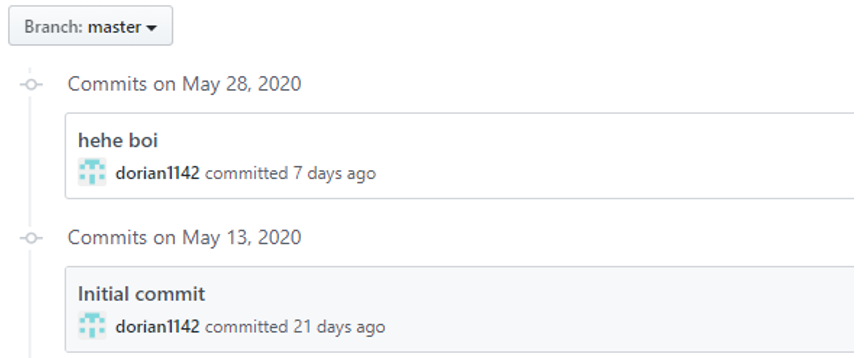 Branch: master
Commits on May 28, 2020
hehe boi
dorian1142 committed 7 days ago
Commits on May 13, 2020
Initial commit
dorian1142 committed 21 days ago